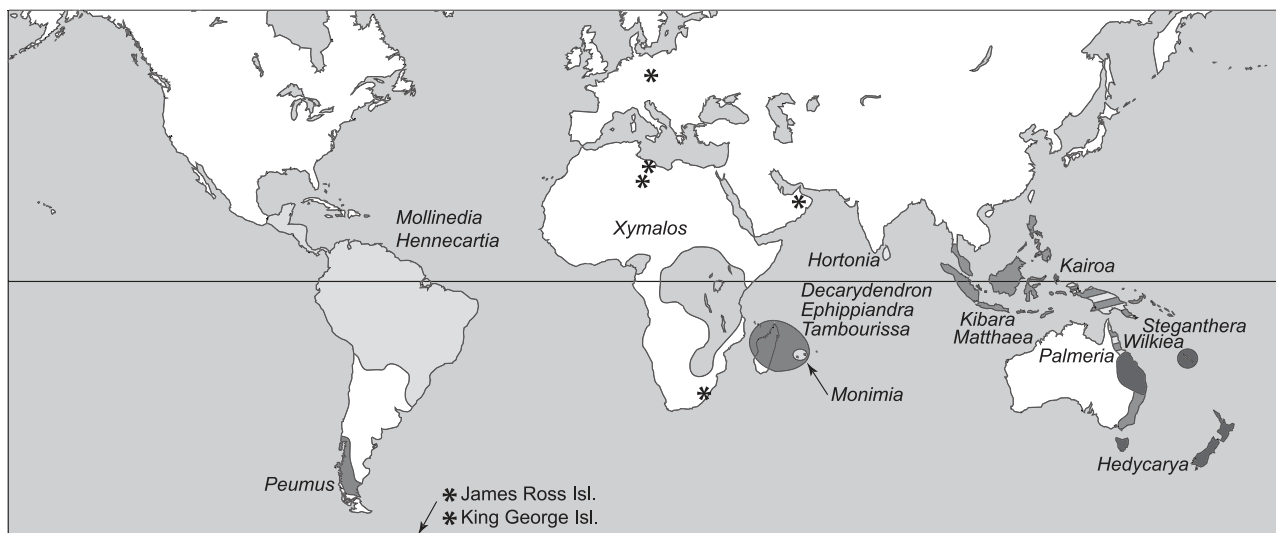 Mollinedia
Hennecartia
Xymalos
Hortonia
Kairoa
Decarydendron
Ephippiandra
Tambourissa
Kibara
Matthaea
Steganthera
Wilkiea
Palmeria
Monimia
Hedycarya
Peumus
* James Ross Isl.
* King George Isl.